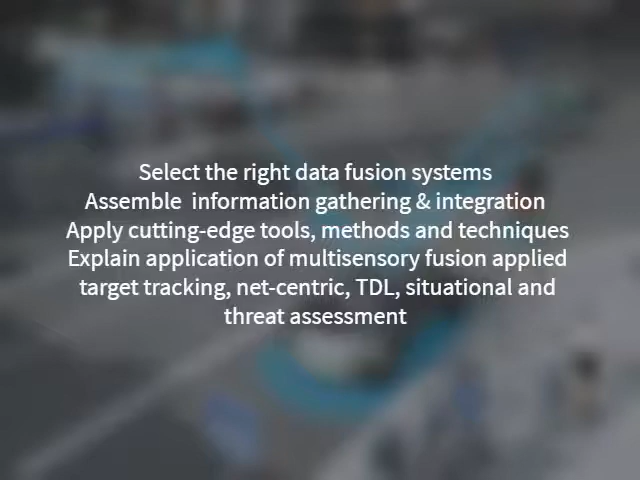 Select the right data fusion systems
Assemble  information gathering & integration
Apply cutting-edge tools, methods and techniques
Explain application of multisensory fusion applied
target tracking, net-centric, TDL, situational and
threat assessment